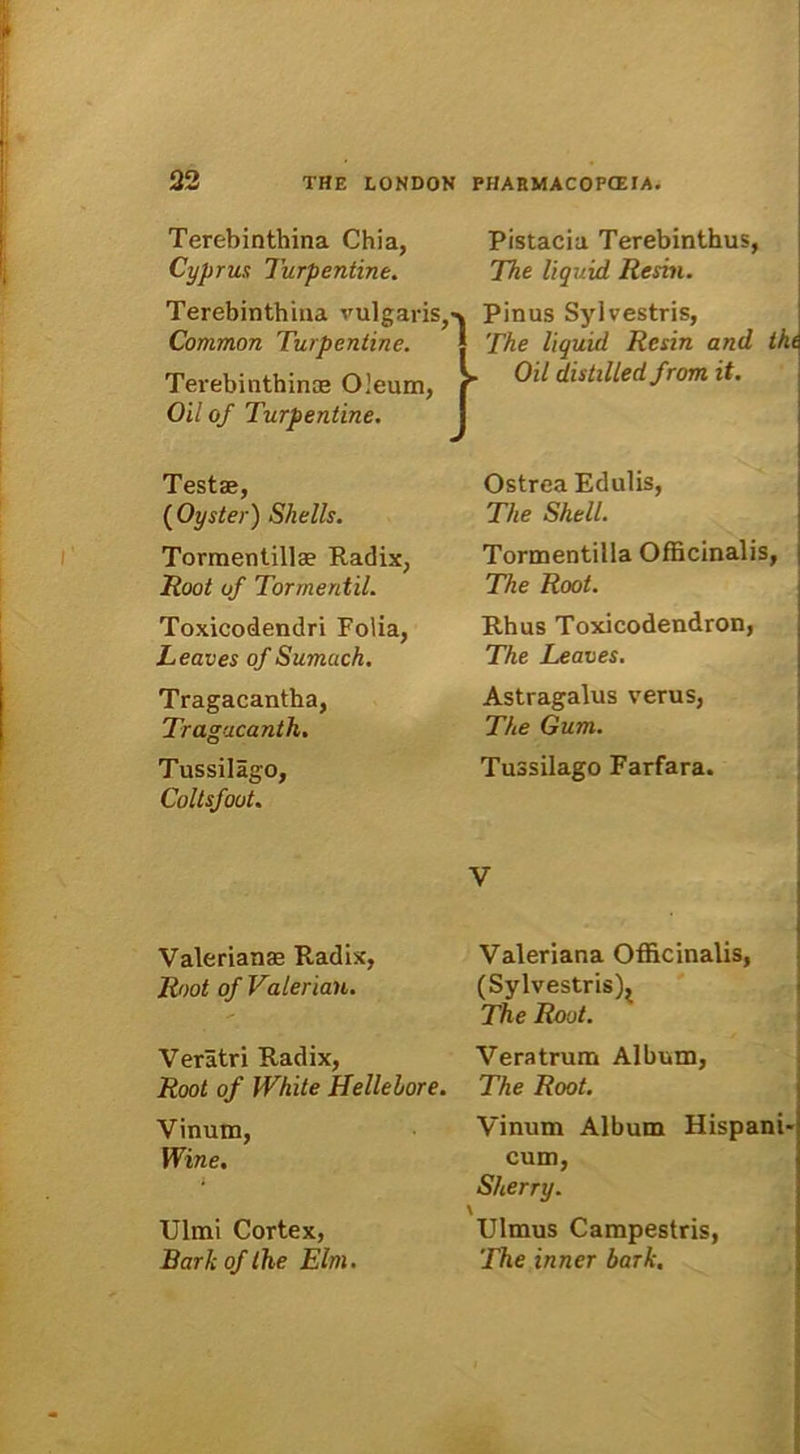 22 THE LONDON PHARMACOPŒIA.
Terebinthina Chia,
Cyprus Turpentine.
Pistacia Terebinthus,
The liquid Resin.
Terebinthina vulgaris,
Common Turpentine.
Terebinthinæ Oleum,
Oil of Turpentine.
Pinus Sylvestris,
The liquid Resin and the
Oil distilled from it.
Testæ,
(Oyster) Shells.
Ostrea Edulis,
The Shell.
Tormentillæ Radix,
Root of Tormentil.
Tormentilla Officinalis,
The Root.
Toxicodendri Folia,
Leaves of Sumach.
Rhus Toxicodendron,
The Leaves.
Tragacantha,
Tragacanth.
Astragalus verus,
The Gum.
Tussilāgo,
Coltsfoot.
Tussilago Farfara.
V
Valerianæ Radix,
Root of Valerian.
Valeriana Officinalis,
(Sylvestris),
The Root.
Verātri Radix,
Root of White Hellebore.
Veratrum Album,
The Root.
Vinum,
Wine.
Vinum Album Hispani-
cum,
Sherry.
Ulmi Cortex,
Bark of the Elm.
Ulmus Campestris,
The inner bark.